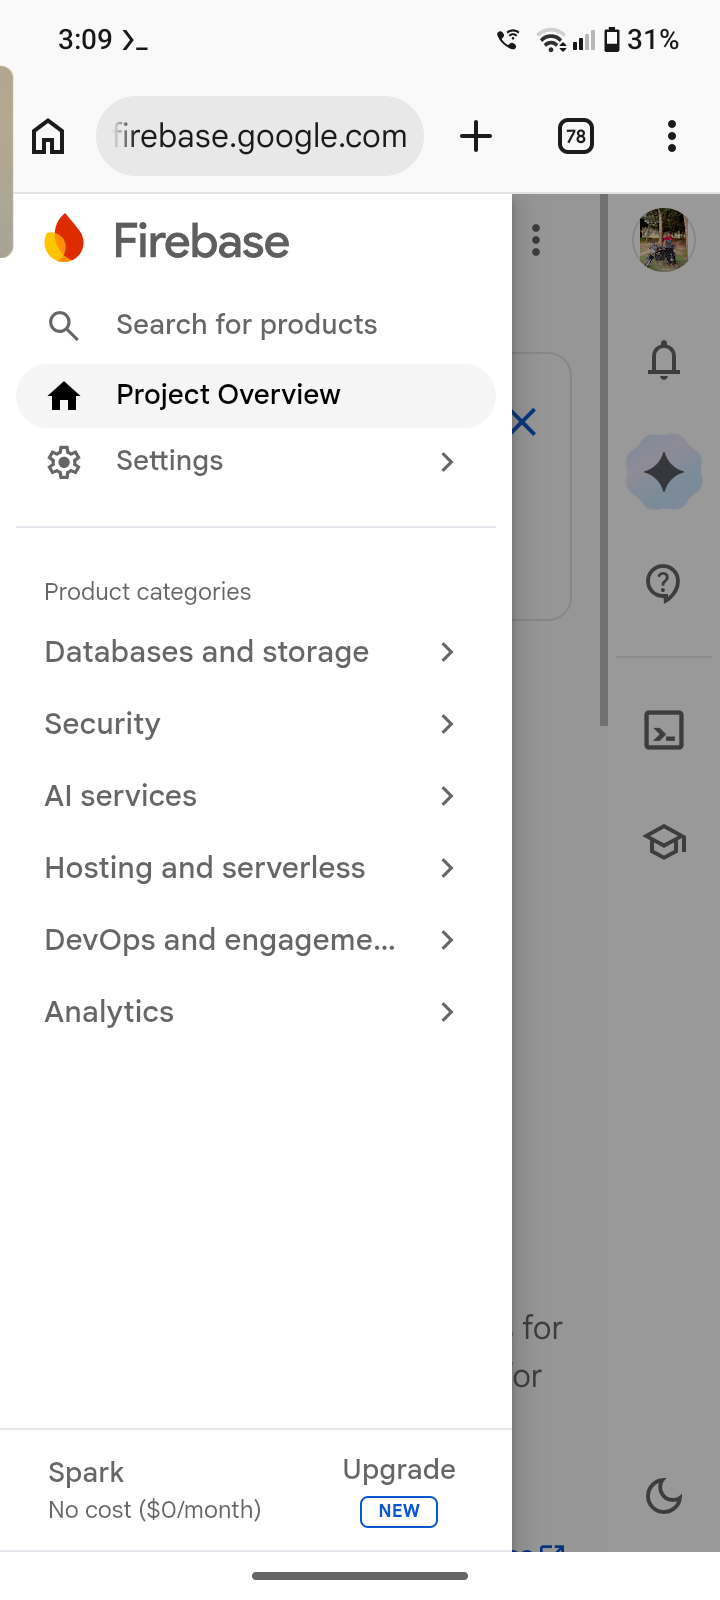 3:09
31%
firebase.google.com
78
Firebase
Search for products
Project Overview
Settings
Product categories
Databases and storage
Security
AI services
Hosting and serverless
DevOps and engageme...
Analytics
for
or
Spark
Upgrade
No cost ($0/month)
NEW